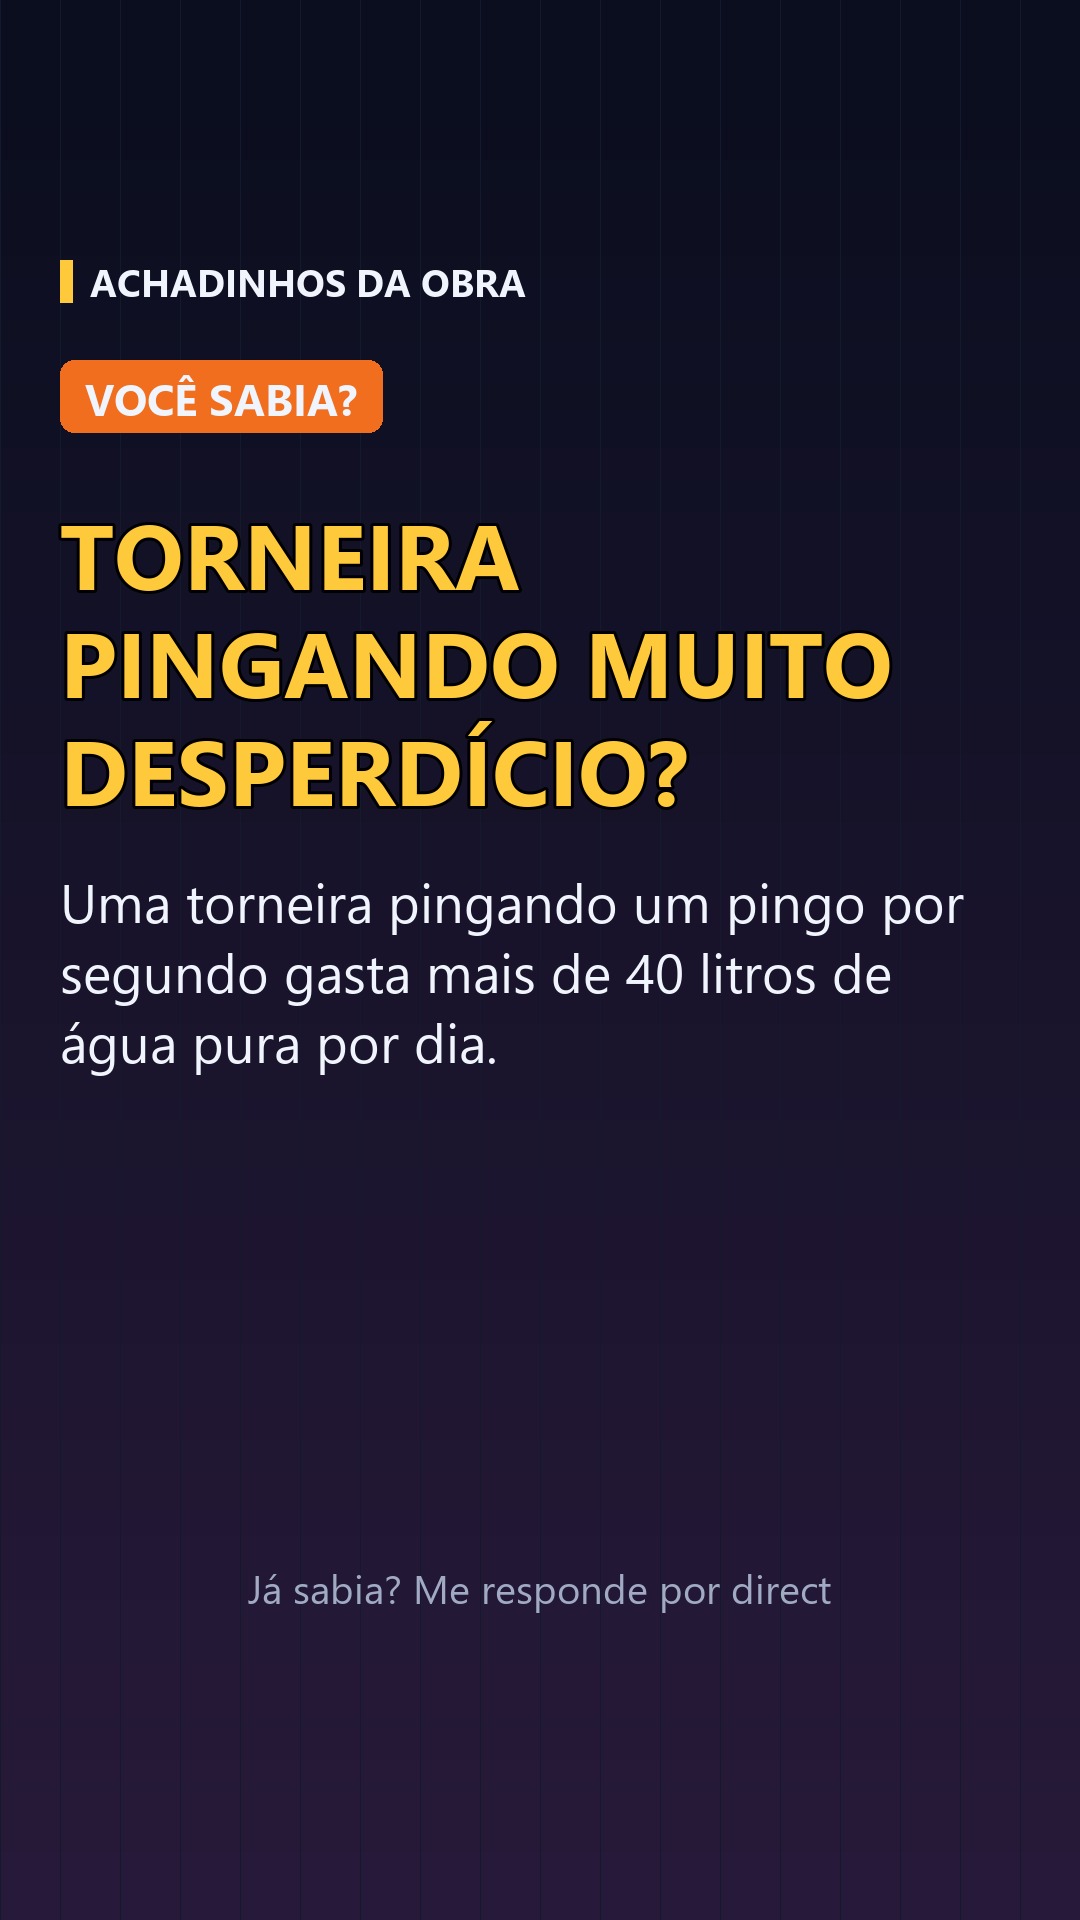 ACHADINHOS DA OBRA
VOCÊ SABIA?
TORNEIRA
PINGANDO MUITO
DESPERDÍCIO?
Uma torneira pingando um pingo por
segundo gasta mais de 40 litros de
água pura por dia.
Já sabia? Me responde por direct